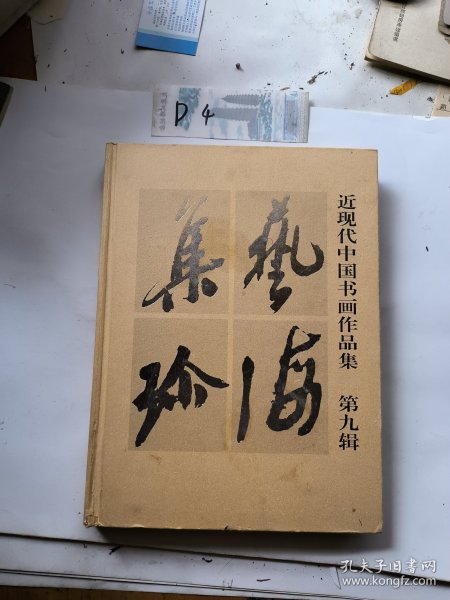 D 4
藝海
集珍
近现代中国书画作品集 第九辑
孔夫子旧书网
www.kongfz.com